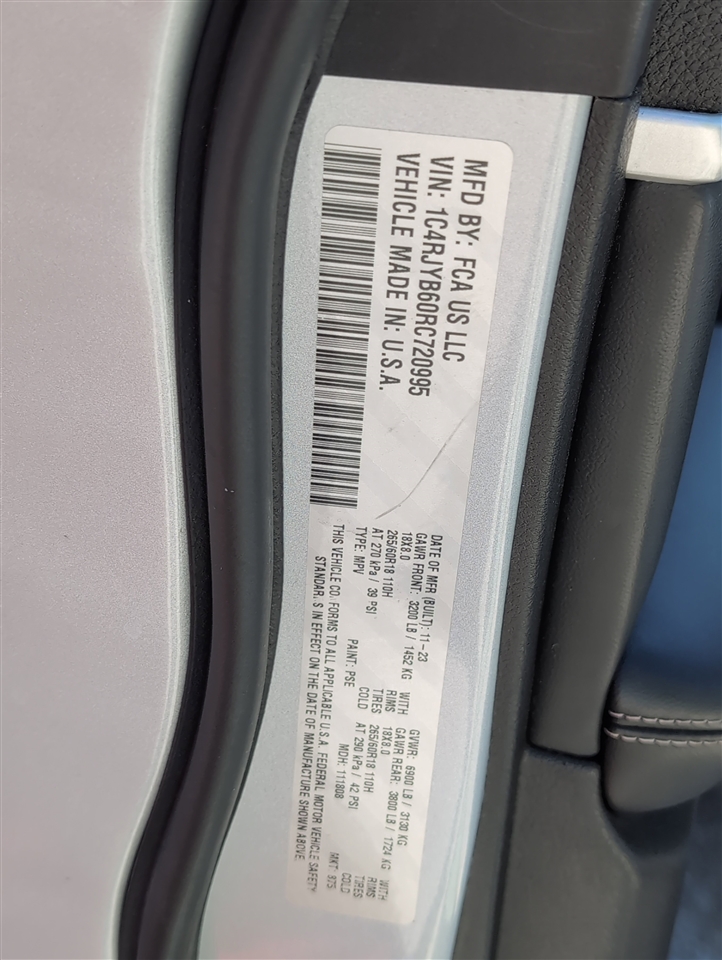 MFD BY: FCA US LLC
VIN: 1C4RJYB60RC720995
VEHICLE MADE IN: U.S.A.
DATE OF MFR (BUILT): 11-23 GVWR: 6900 LB / 3130 KG
GAWR FRONT: 3200 LB / 1452 KG WITH GAWR REAR: 3800 LB / 1724 KG
18X8.0 RIMS 18X8.0 RIMS
265/60R18 110H TIRES 265/60R18 110H TIRES
AT 270 kPa / 39 PSI COLD AT 290 kPa / 42 PSI COLD
TYPE: MPV PAINT: PSE MDH: 111808 MKT:
THIS VEHICLE CO. FORMS TO ALL APPLICABLE U.S.A. FEDERAL MOTOR VEHICLE SAFETY
STANDAR. S IN EFFECT ON THE DATE OF MANUFACTURE SHOWN ABOVE.